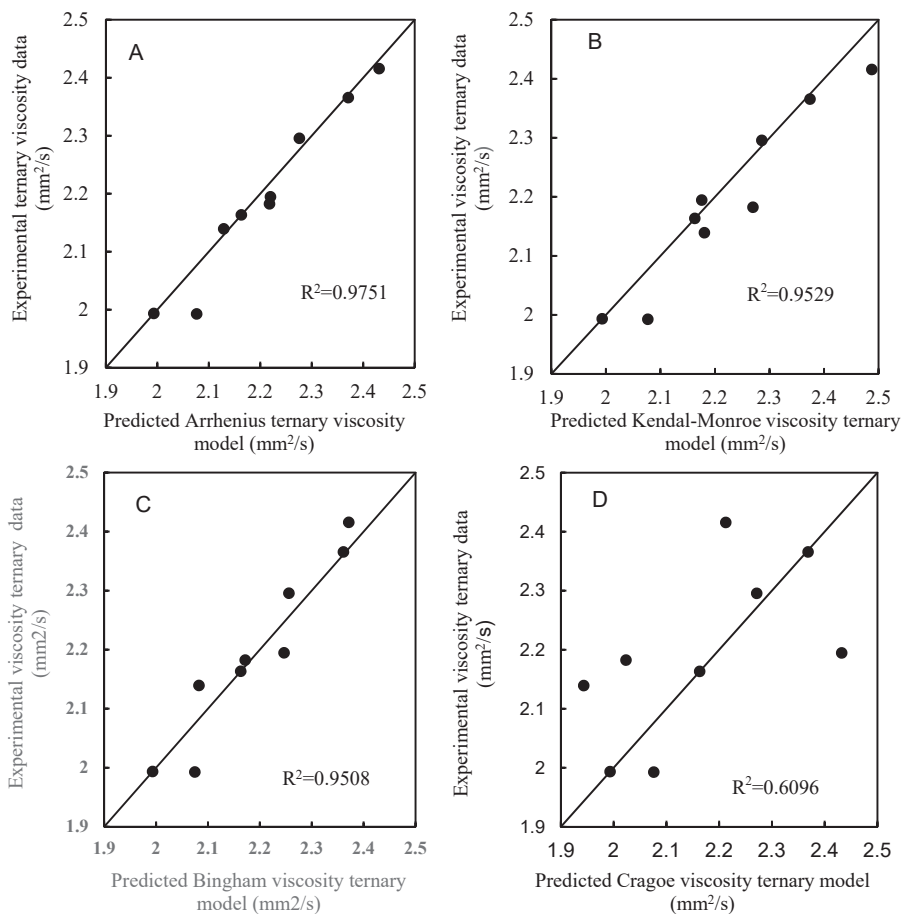 Experimental ternary viscosity data
(mm²/s)
A
2.5
2.4
2.3
2.2
2.1
2
1.9
R²=0.9751
1.9 2 2.1 2.2 2.3 2.4 2.5
Predicted Arrhenius ternary viscosity
model (mm²/s)
Experimental viscosity ternary data
(mm²/s)
B
2.5
2.4
2.3
2.2
2.1
2
1.9
R²=0.9529
1.9 2 2.1 2.2 2.3 2.4 2.5
Predicted Kendal-Monroe viscosity ternary
model (mm²/s)
Experimental viscosity ternary data
(mm2/s)
C
2.5
2.4
2.3
2.2
2.1
2
1.9
R²=0.9508
1.9 2 2.1 2.2 2.3 2.4 2.5
Predicted Bingham viscosity ternary
model (mm2/s)
Experimental viscosity ternary data
(mm²/s)
D
2.5
2.4
2.3
2.2
2.1
2
1.9
R²=0.6096
1.9 2 2.1 2.2 2.3 2.4 2.5
Predicted Cragoe viscosity ternary model
(mm²/s)